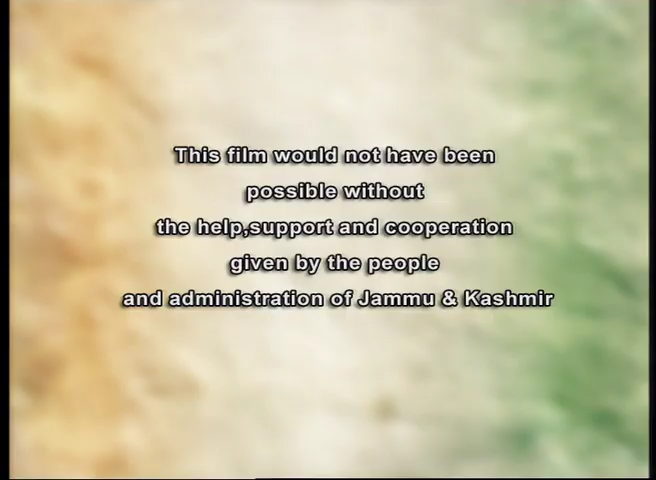 This film would not have been
possible without
the help,support and cooperation
given by the people
and administration of Jammu & Kashmir